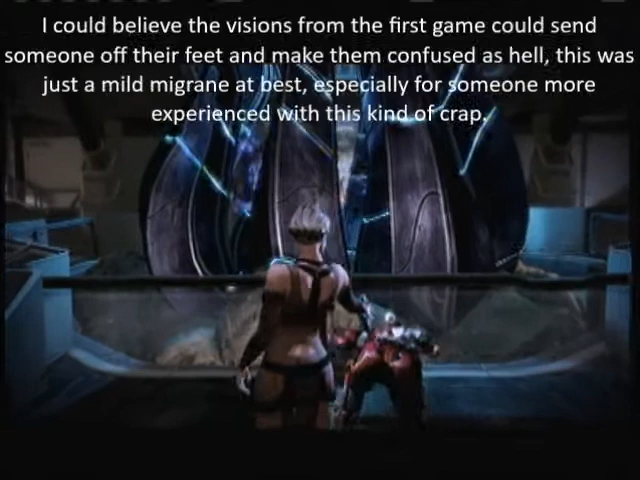 I could believe the visions from the first game could send
someone off their feet and make them confused as hell, this was
just a mild migrane at best, especially for someone more
experienced with this kind of crap.